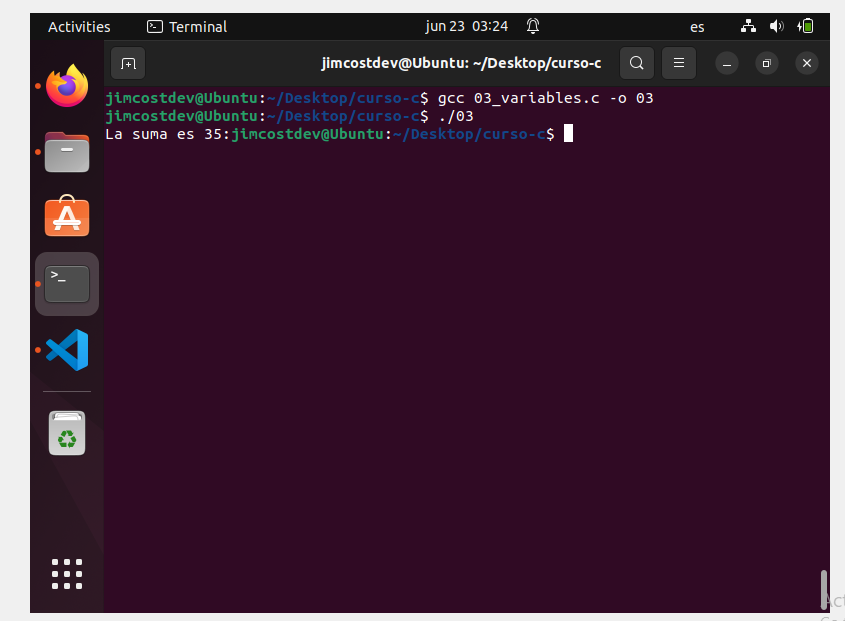 Activities Terminal jun 23 03:24 es
jimcostdev@Ubuntu: ~/Desktop/curso-c
jimcostdev@Ubuntu:~/Desktop/curso-c$ gcc 03_variables.c -o 03
jimcostdev@Ubuntu:~/Desktop/curso-c$ ./03
La suma es 35:jimcostdev@Ubuntu:~/Desktop/curso-c$
>_